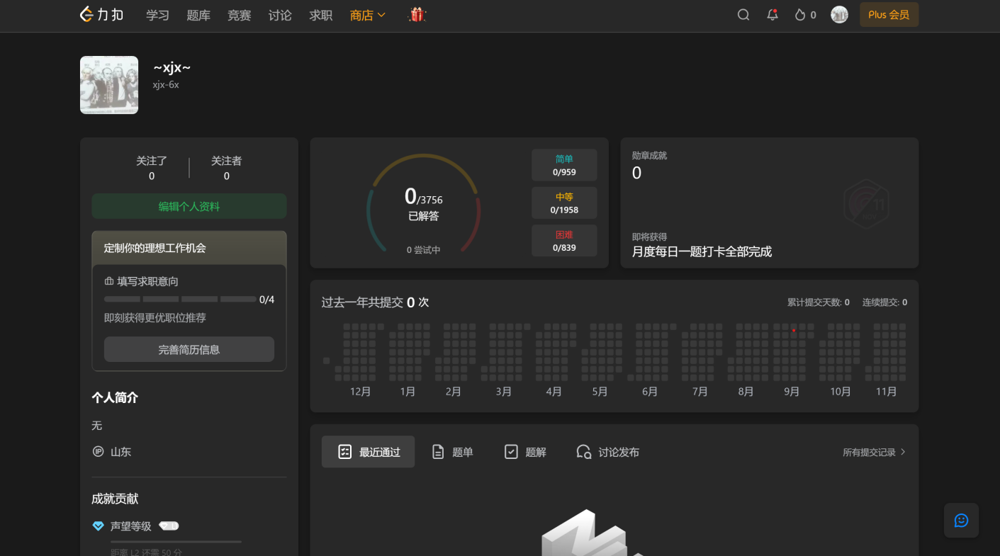 力扣 学习 题库 竞赛 讨论 求职 商店 0 Plus 会员
~xjx~
xjx-6x
关注了 关注者
0 0
编辑个人资料
定制你的理想工作机会
填写求职意向
0/4
即刻获得更优职位推荐
完善简历信息
个人简介
无
IP 山东
成就贡献
声望等级
距离 L2 还需 50 分
0/3756
已解答
0 尝试中
简单
0/959
中等
0/1958
困难
0/839
勋章成就
0
11
NOV
即将获得
月度每日一题打卡全部完成
过去一年共提交 0 次
累计提交天数: 0 连续提交: 0
12月 1月 2月 3月 4月 5月 6月 7月 8月 9月 10月 11月
最近通过 题单 题解 讨论发布 所有提交记录